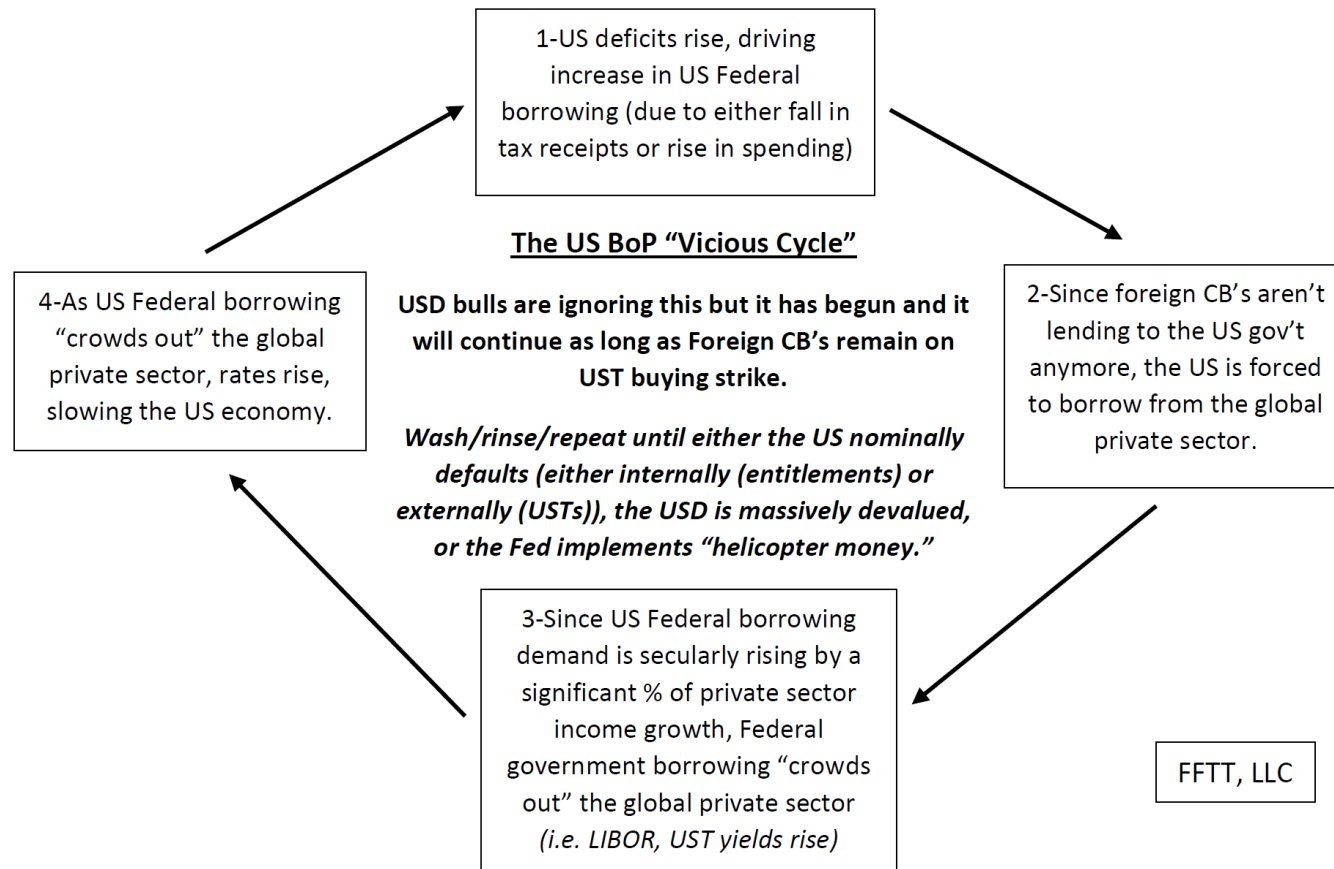 1-US deficits rise, driving
increase in US Federal
borrowing (due to either fall in
tax receipts or rise in spending)
The US BoP “Vicious Cycle”
USD bulls are ignoring this but it has begun and it
will continue as long as Foreign CB’s remain on
UST buying strike.
Wash/rinse/repeat until either the US nominally
defaults (either internally (entitlements) or
externally (USTs)), the USD is massively devalued,
or the Fed implements “helicopter money.”
2-Since foreign CB’s aren’t
lending to the US gov’t
anymore, the US is forced
to borrow from the global
private sector.
3-Since US Federal borrowing
demand is secularly rising by a
significant % of private sector
income growth, Federal
government borrowing “crowds
out” the global private sector
(i.e. LIBOR, UST yields rise)
4-As US Federal borrowing
“crowds out” the global
private sector, rates rise,
slowing the US economy.
FFTT, LLC